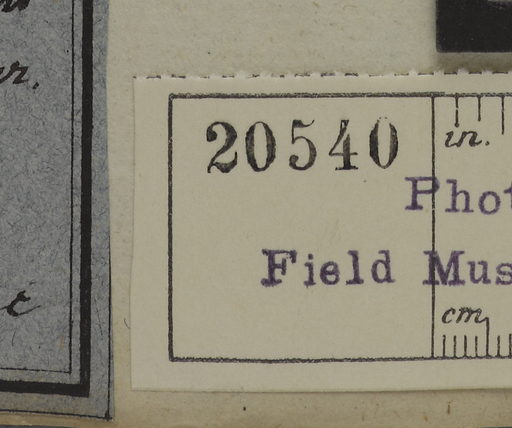 20540
in.
Phot
Field Mus
cm